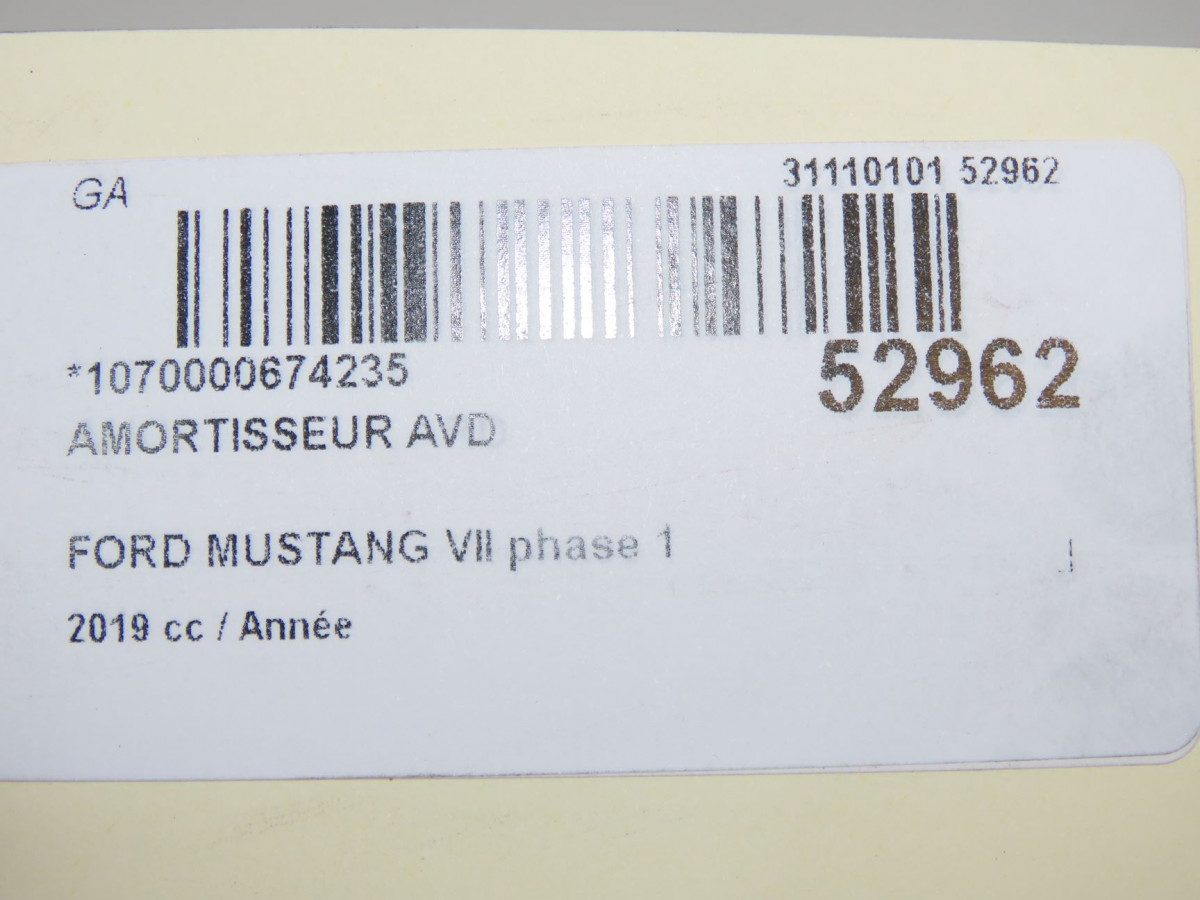 GA
31110101 52962
*1070000674235
52962
AMORTISSEUR AVD
FORD MUSTANG VII phase 1
2019 cc / Année